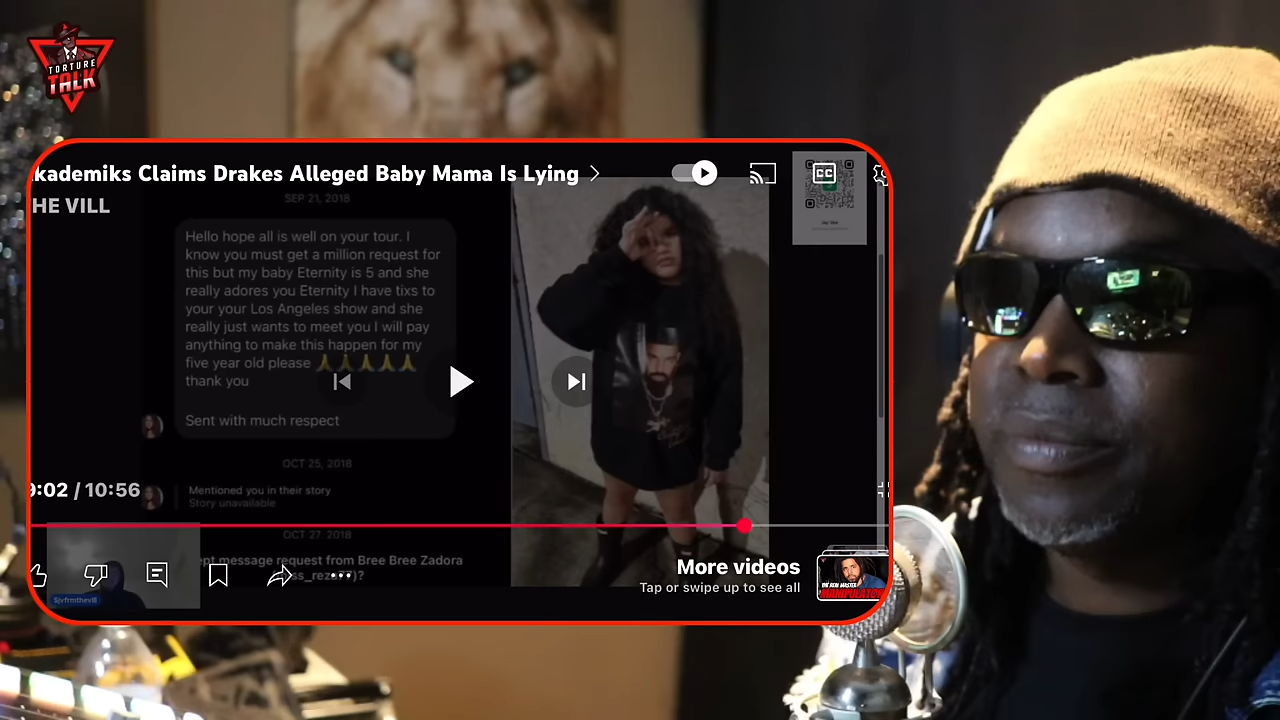 TORTURE
TALK
kademiks Claims Drakes Alleged Baby Mama Is Lying
HE VILL
SEP 21, 2018
Hello hope all is well on your tour. I
know you must get a million request for
this but my baby Eternity is 5 and she
really adores you Eternity I have tixs to
your your Los Angeles show and she
really just wants to meet you I will pay
anything to make this happen for my
five year old please 🙏🙏🙏🙏🙏
thank you
Sent with much respect
OCT 25, 2018
Mentioned you in their story
Story unavailable
9:02 / 10:56
OCT 27, 2018
ept message request from Bree Bree Zadora
)?
CC
More videos
Tap or swipe up to see all
MANIPULATOR
Sjvfrmthevill